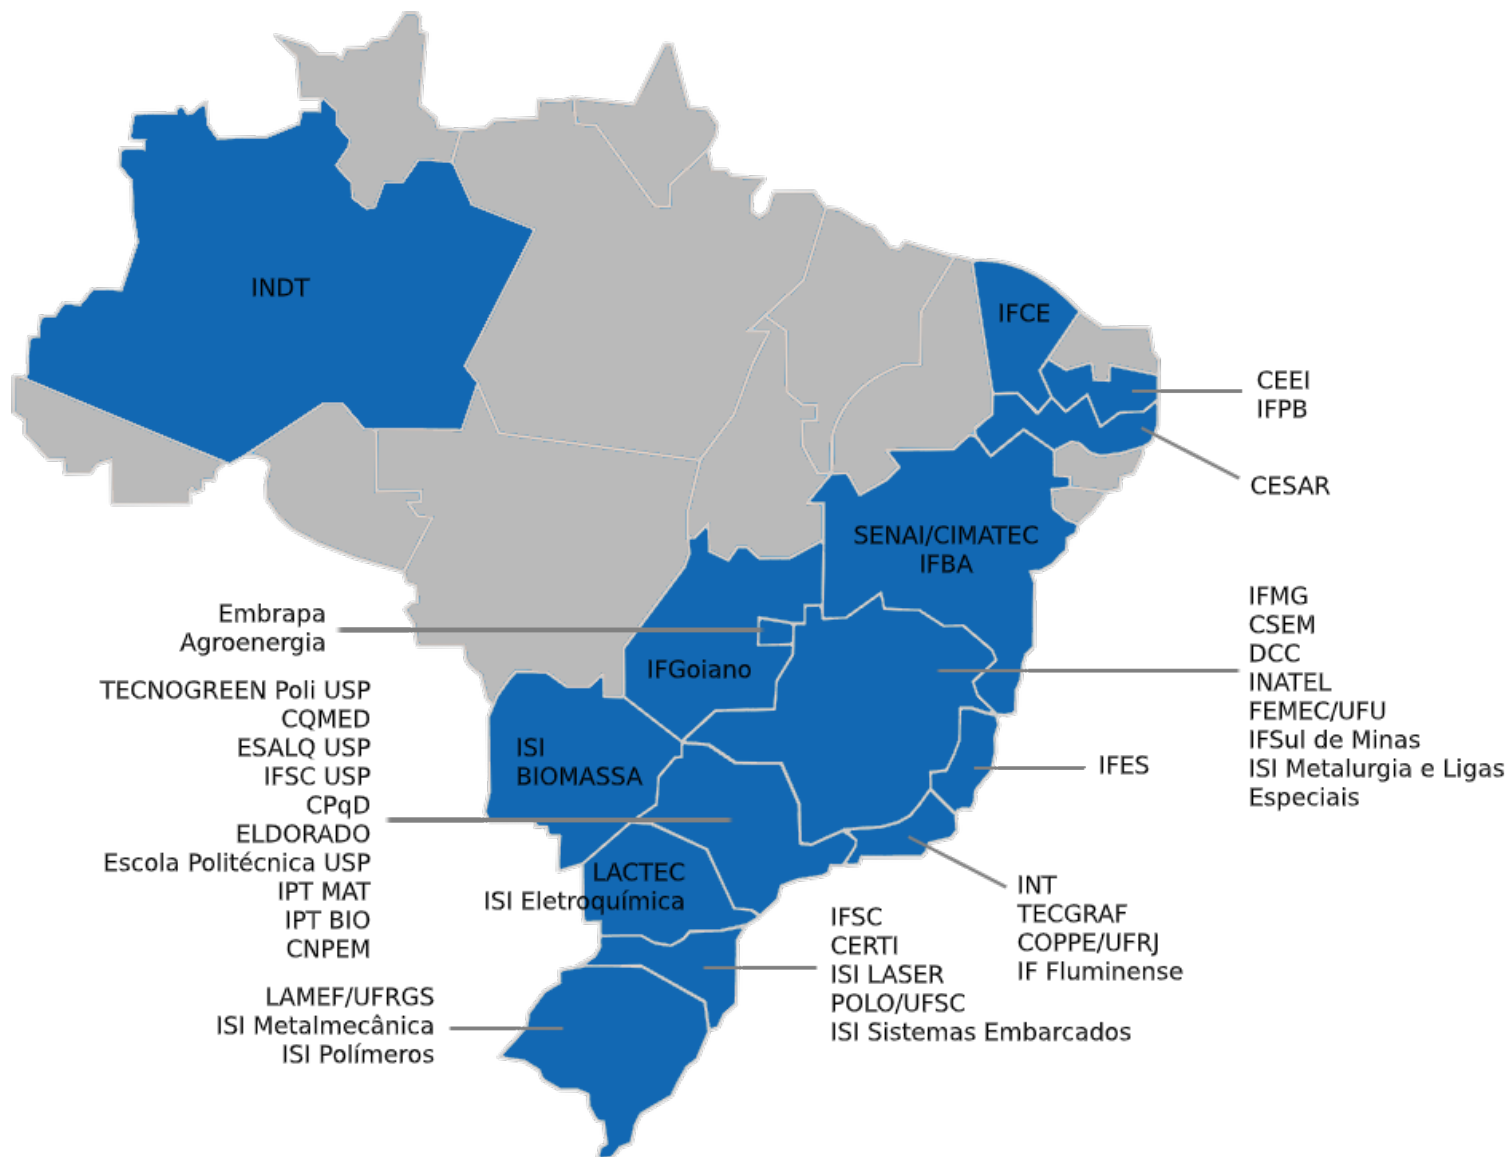 INDT
IFCE
CEEI
IFPB
CESAR
SENAI/CIMATEC
IFBA
Embrapa
Agroenergia
IFGoiano
IFMG
CSEM
DCC
INATEL
FEMEC/UFU
IFSul de Minas
ISI Metalurgia e Ligas
Especiais
TECNOGREEN Poli USP
CQMED
ESALQ USP
IFSC USP
CPqD
ELDORADO
Escola Politécnica USP
IPT MAT
IPT BIO
CNPEM
ISI
BIOMASSA
IFES
LACTEC
ISI Eletroquímica
INT
TECGRAF
COPPE/UFRJ
IF Fluminense
IFSC
CERTI
ISI LASER
POLO/UFSC
ISI Sistemas Embarcados
LAMEF/UFRGS
ISI Metalmecânica
ISI Polímeros